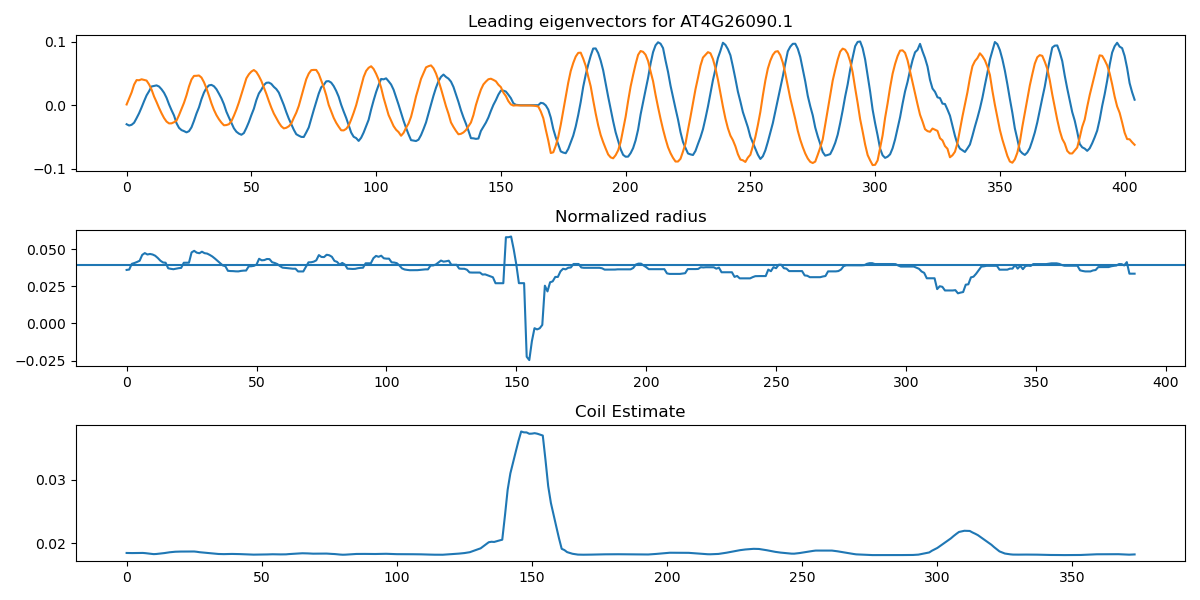 Leading eigenvectors for AT4G26090.1
0.1
0.0
−0.1
0 50 100 150 200 250 300 350 400
Normalized radius
0.050
0.025
0.000
−0.025
0 50 100 150 200 250 300 350 400
Coil Estimate
0.03
0.02
0 50 100 150 200 250 300 350